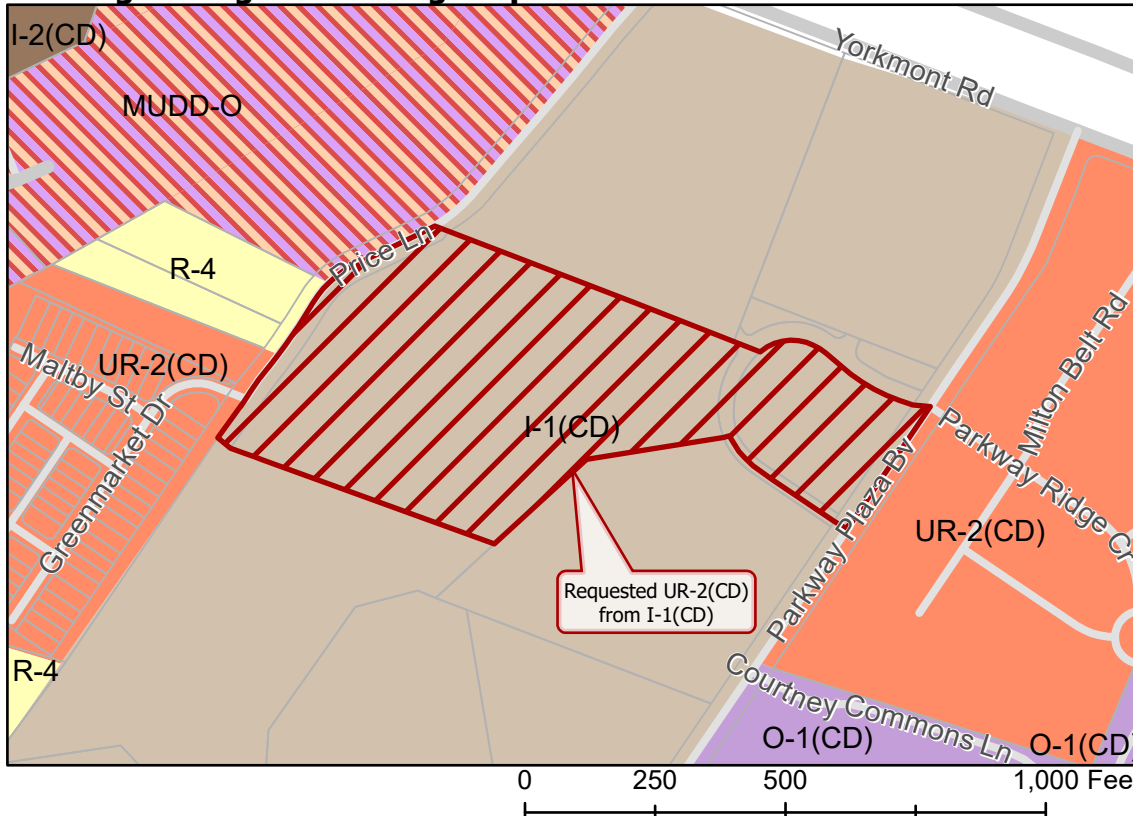 I-2(CD)
Yorkmont Rd
MUDD-O
Price Ln
R-4
UR-2(CD)
Maltby St
Greenmarket Dr
I-1(CD)
Milton Belt Rd
Parkway Ridge Cr
Parkway Plaza Bv
UR-2(CD)
Requested UR-2(CD)
from I-1(CD)
R-4
Courtney Commons Ln
O-1(CD)
O-1(CD)
0 250 500 1,000 Fee